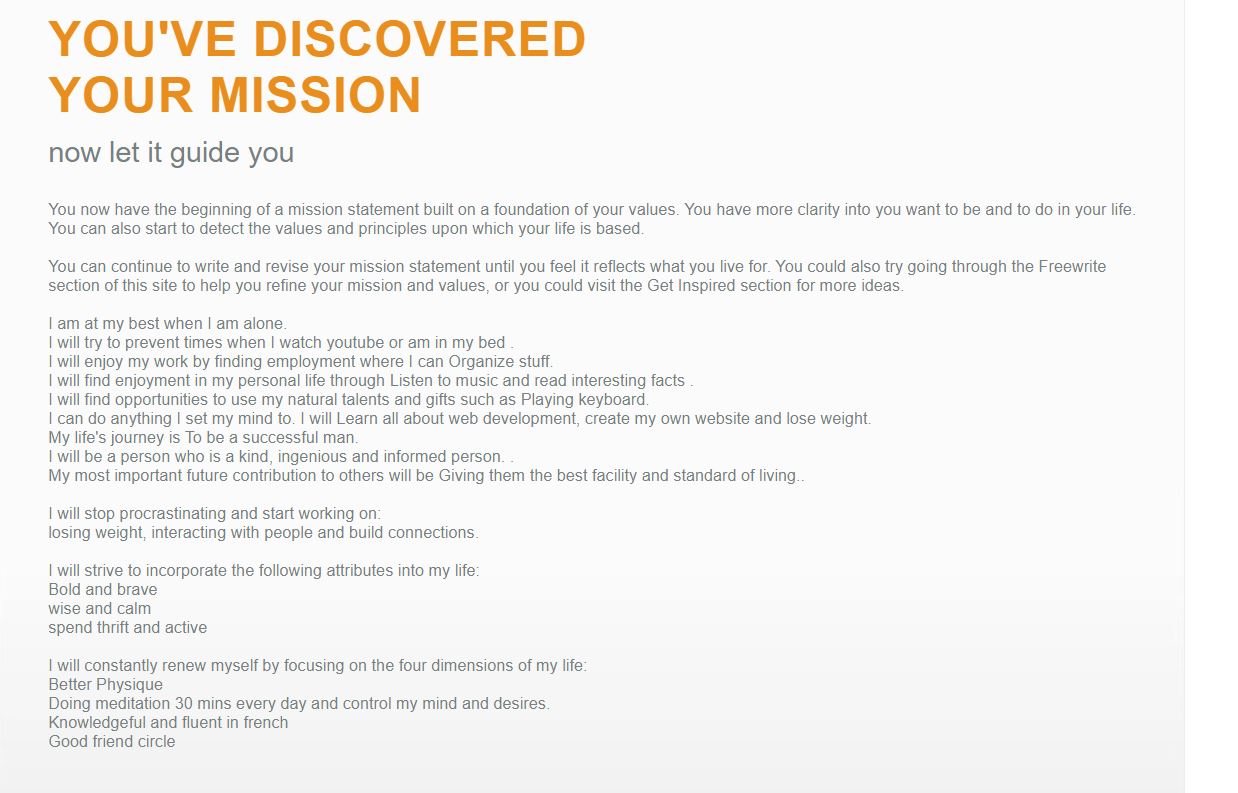 YOU'VE DISCOVERED
YOUR MISSION
now let it guide you
You now have the beginning of a mission statement built on a foundation of your values. You have more clarity into you want to be and to do in your life.
You can also start to detect the values and principles upon which your life is based.
You can continue to write and revise your mission statement until you feel it reflects what you live for. You could also try going through the Freewrite
section of this site to help you refine your mission and values, or you could visit the Get Inspired section for more ideas.
I am at my best when I am alone.
I will try to prevent times when I watch youtube or am in my bed .
I will enjoy my work by finding employment where I can Organize stuff.
I will find enjoyment in my personal life through Listen to music and read interesting facts .
I will find opportunities to use my natural talents and gifts such as Playing keyboard.
I can do anything I set my mind to. I will Learn all about web development, create my own website and lose weight.
My life's journey is To be a successful man.
I will be a person who is a kind, ingenious and informed person. .
My most important future contribution to others will be Giving them the best facility and standard of living..
I will stop procrastinating and start working on:
losing weight, interacting with people and build connections.
I will strive to incorporate the following attributes into my life:
Bold and brave
wise and calm
spend thrift and active
I will constantly renew myself by focusing on the four dimensions of my life:
Better Physique
Doing meditation 30 mins every day and control my mind and desires.
Knowledgeful and fluent in french
Good friend circle